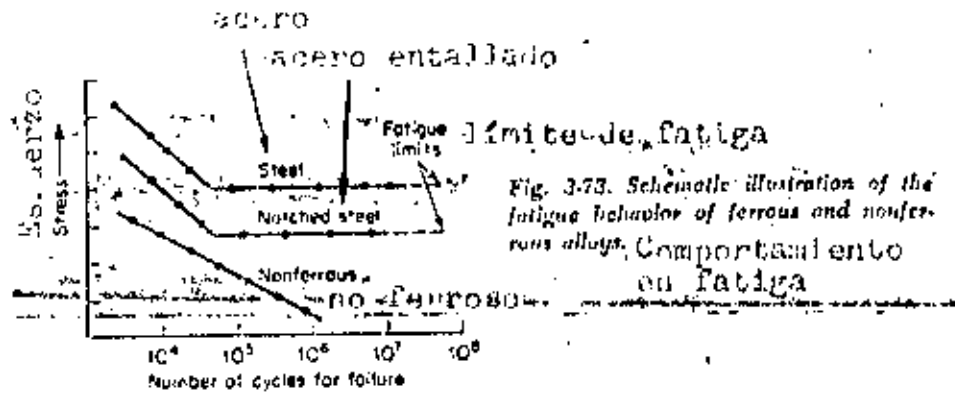 acero
acero entallado
Stress
Fatigue
limits
límite de fatiga
Steel
Notched steel
Nonferrous
no ferroso
Fig. 3-73. Schematic illustration of the
fatigue behavior of ferrous and nonfer-
rous alloys.
Comportamiento
en fatiga
10⁴ 10⁵ 10⁶ 10⁷ 10⁸
Number of cycles for failure